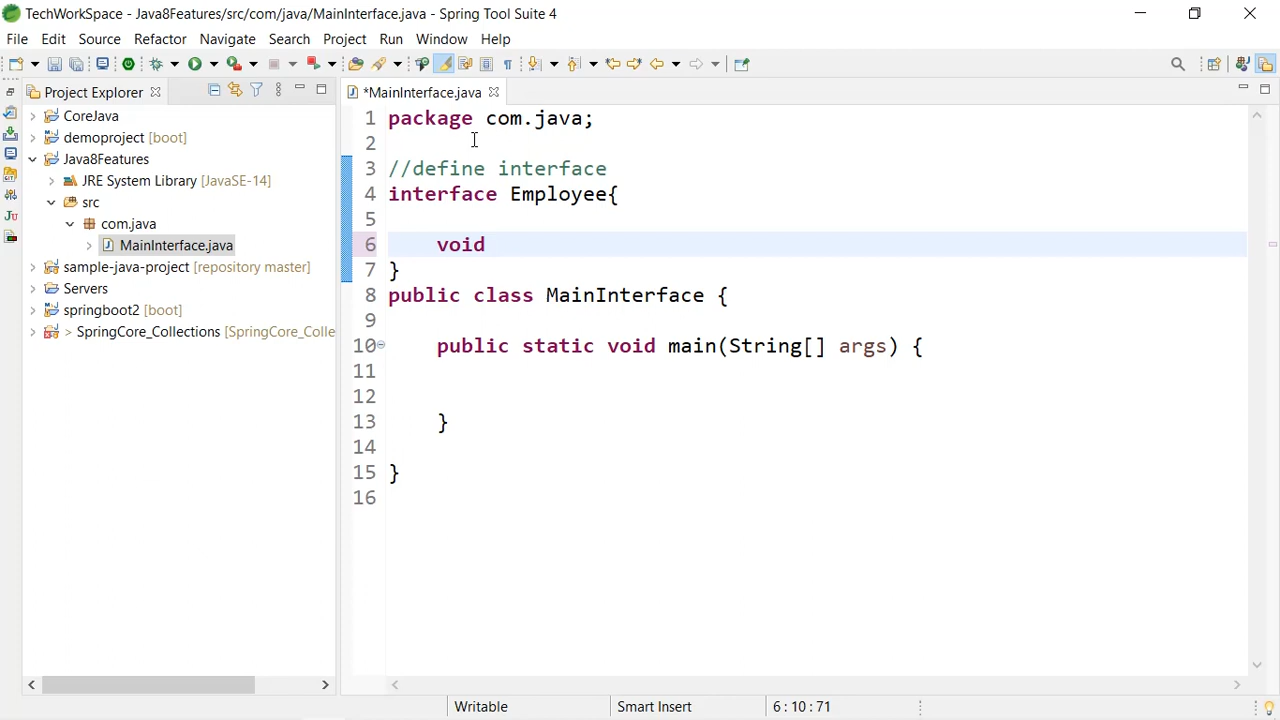 TechWorkSpace - Java8Features/src/com/java/MainInterface.java - Spring Tool Suite 4
File Edit Source Refactor Navigate Search Project Run Window Help
Project Explorer
*MainInterface.java
CoreJava
demoproject [boot]
Java8Features
JRE System Library [JavaSE-14]
src
com.java
MainInterface.java
sample-java-project [repository master]
Servers
springboot2 [boot]
> SpringCore_Collections [SpringCore_Colle
1 package com.java;
2
3 //define interface
4 interface Employee{
5
6 void
7 }
8 public class MainInterface {
9
10 public static void main(String[] args) {
11
12
13 }
14
15 }
16
Writable Smart Insert 6 : 10 : 71